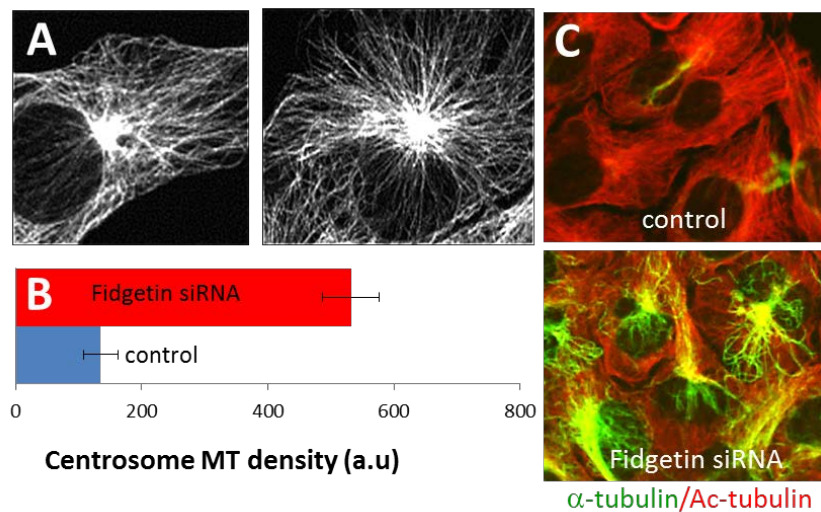 A
C
control
B
Fidgetin siRNA
control
0 200 400 600 800
Centrosome MT density (a.u)
Fidgetin siRNA
α-tubulin/Ac-tubulin